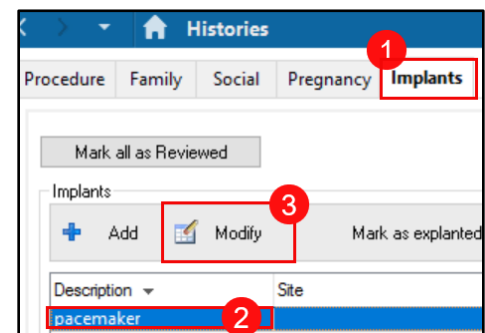 Histories
1
Procedure Family Social Pregnancy Implants
Mark all as Reviewed
Implants
3
Add Modify Mark as explanted
Description Site
pacemaker 2